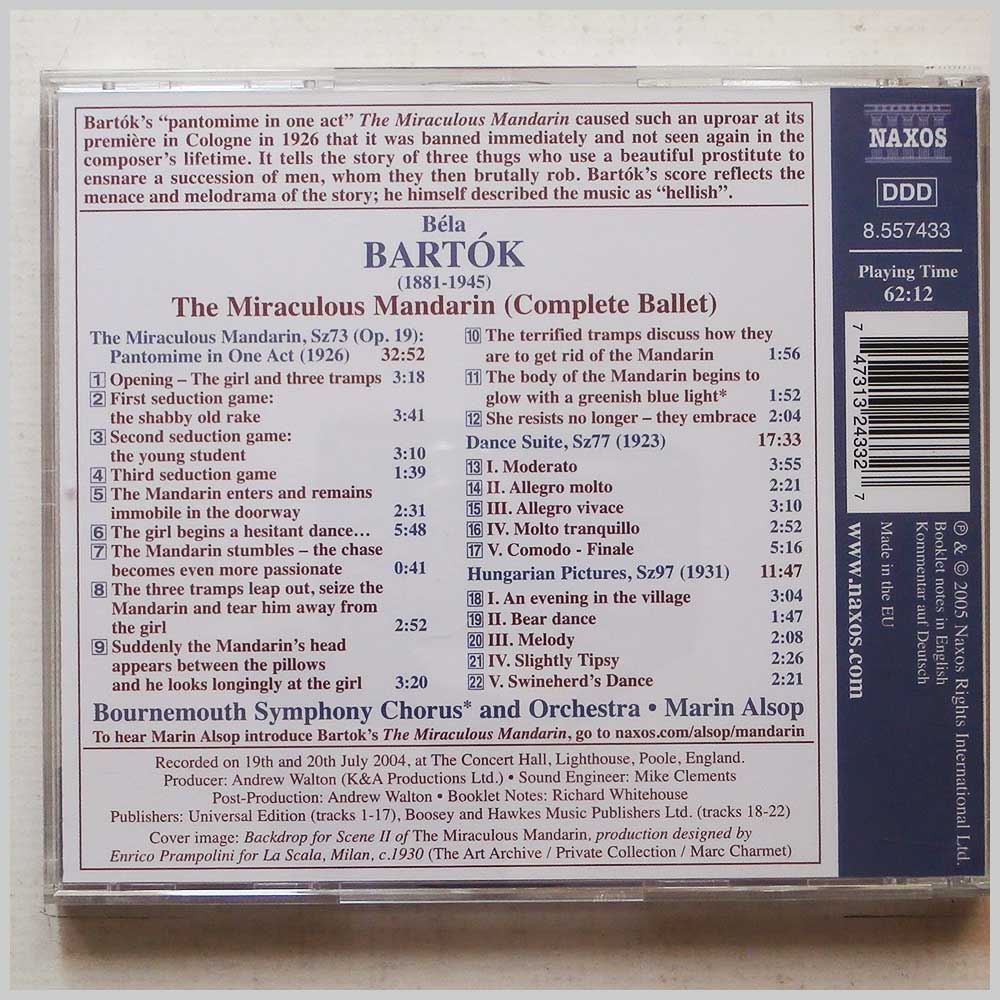 Bartók's “pantomine in one act” The Miraculous Mandarin caused such an uproar at its
première in Cologne in 1926 that it was banned immediately and not seen again in the
composer's lifetime. It tells the story of three thugs who use a beautiful prostitute to
ensnare a succession of men, whom they then brutally rob. Bartók's score reflects the
menace and melodrama of the story; he himself described the music as “hellish”.
Béla
BARTÓK
(1881-1945)
The Miraculous Mandarin (Complete Ballet)
The Miraculous Mandarin, Sz73 (Op. 19):
Pantomime in One Act (1926) 32:52
1 Opening – The girl and three tramps 3:18
2 First seduction game:
the shabby old rake 3:41
3 Second seduction game:
the young student 3:10
4 Third seduction game 1:39
5 The Mandarin enters and remains
immobile in the doorway 2:31
6 The girl begins a hesitant dance… 5:48
7 The Mandarin stumbles – the chase
becomes even more passionate 0:41
8 The three tramps leap out, seize the
Mandarin and tear him away from
the girl 2:52
9 Suddenly the Mandarin's head
appears between the pillows
and he looks longingly at the girl 3:20
10 The terrified tramps discuss how they
are to get rid of the Mandarin 1:56
11 The body of the Mandarin begins to
glow with a greenish blue light* 1:52
12 She resists no longer – they embrace 2:04
Dance Suite, Sz77 (1923) 17:33
13 I. Moderato 3:55
14 II. Allegro molto 2:21
15 III. Allegro vivace 3:10
16 IV. Molto tranquillo 2:52
17 V. Comodo - Finale 5:16
Hungarian Pictures, Sz97 (1931) 11:47
18 I. An evening in the village 3:04
19 II. Bear dance 1:47
20 III. Melody 2:08
21 IV. Slightly Tipsy 2:26
22 V. Swineherd's Dance 2:21
Bournemouth Symphony Chorus* and Orchestra • Marin Alsop
To hear Marin Alsop introduce Bartok's The Miraculous Mandarin, go to naxos.com/alsop/mandarin
Recorded on 19th and 20th July 2004, at The Concert Hall, Lighthouse, Poole, England.
Producer: Andrew Walton (K&A Productions Ltd.) • Sound Engineer: Mike Clements
Post-Production: Andrew Walton • Booklet Notes: Richard Whitehouse
Publishers: Universal Edition (tracks 1-17), Boosey and Hawkes Music Publishers Ltd. (tracks 18-22)
Cover image: Backdrop for Scene II of The Miraculous Mandarin, production designed by
Enrico Prampolini for La Scala, Milan, c.1930 (The Art Archive / Private Collection / Marc Charmet)
NAXOS
DDD
8.557433
Playing Time
62:12
7 47313 24332 7
℗ & © 2005 Naxos Rights International Ltd.
Booklet notes in English
Kommentar auf Deutsch
Made in the EU
www.naxos.com